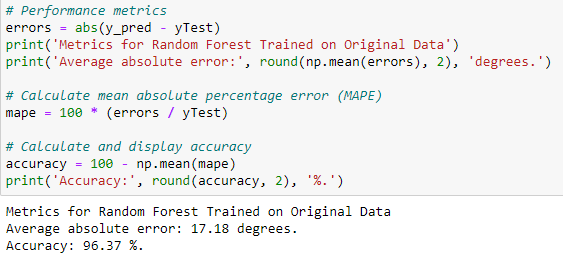 # Performance metrics
errors = abs(y_pred - yTest)
print('Metrics for Random Forest Trained on Original Data')
print('Average absolute error:', round(np.mean(errors), 2), 'degrees.')
# Calculate mean absolute percentage error (MAPE)
mape = 100 * (errors / yTest)
# Calculate and display accuracy
accuracy = 100 - np.mean(mape)
print('Accuracy:', round(accuracy, 2), '%.')
Metrics for Random Forest Trained on Original Data
Average absolute error: 17.18 degrees.
Accuracy: 96.37 %.